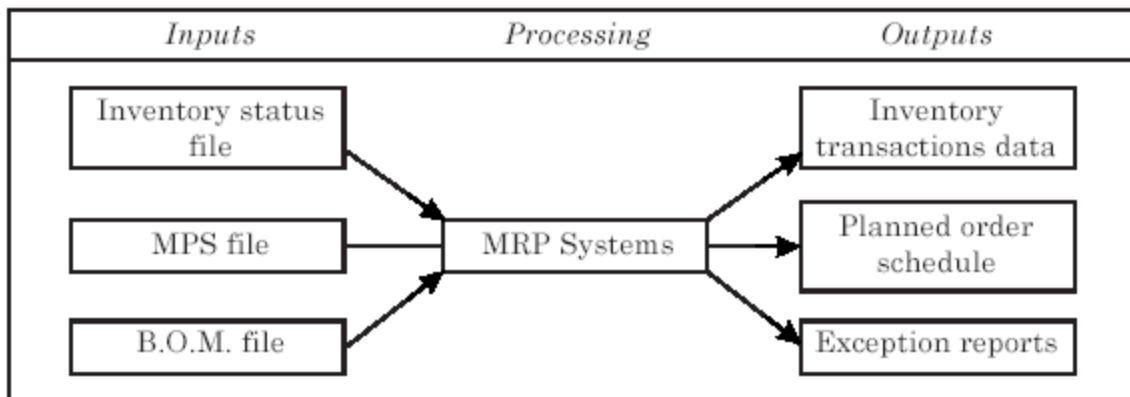 Inputs Processing Outputs
Inventory status
file
Inventory
transactions data
MPS file
MRP Systems
Planned order
schedule
B.O.M. file
Exception reports